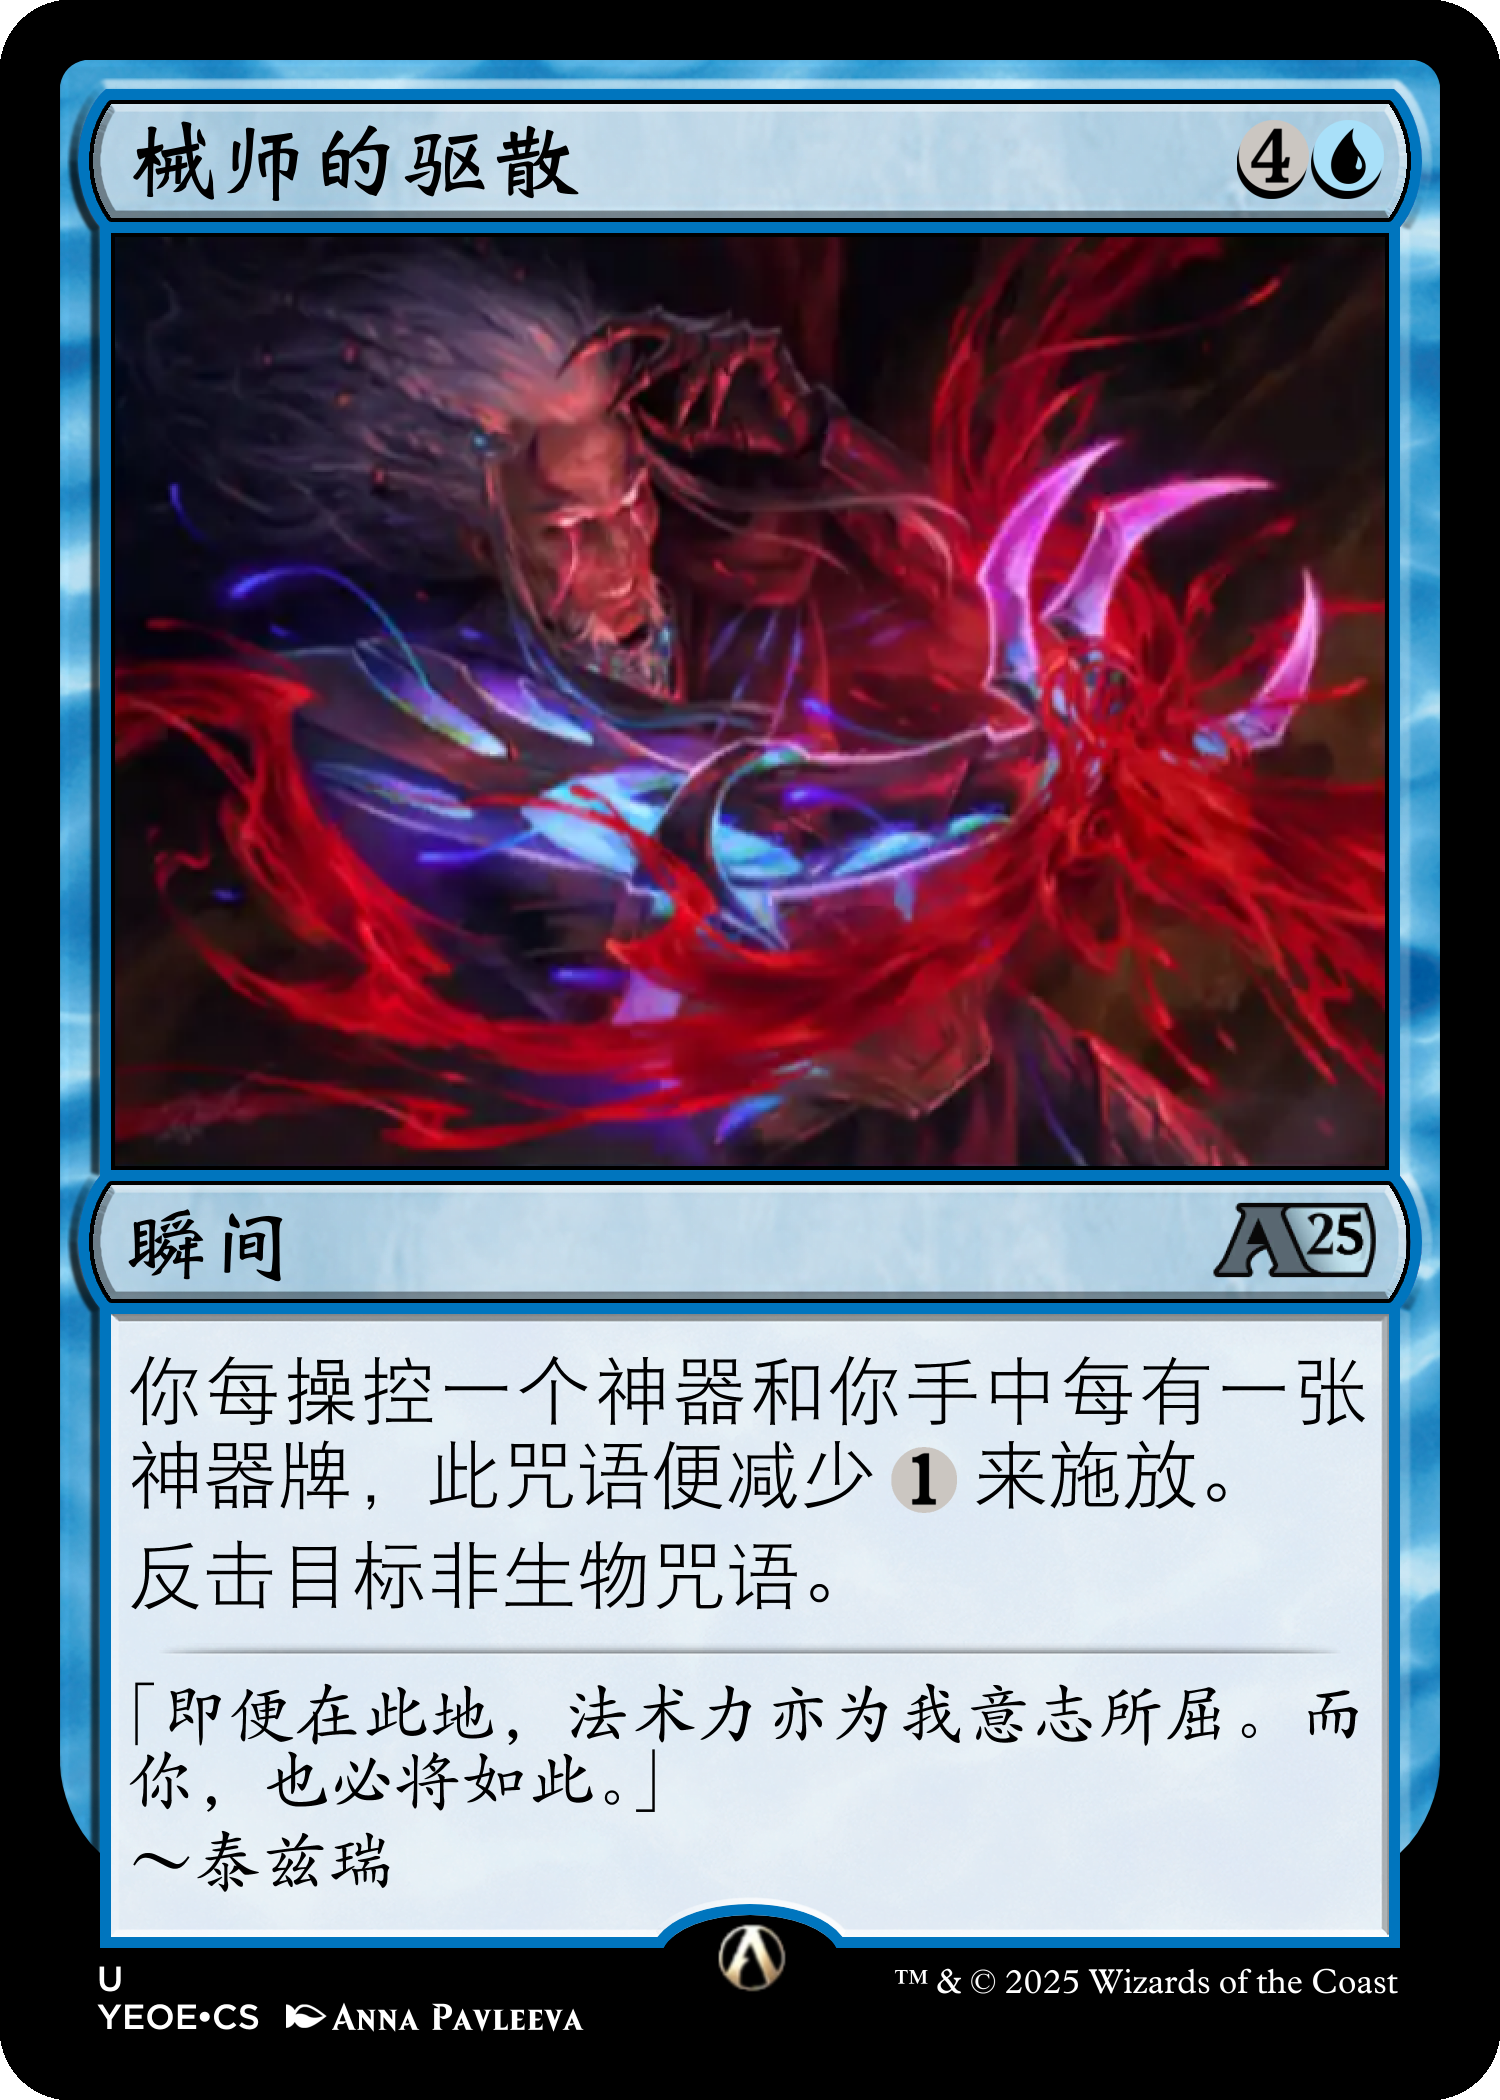 械师的驱散 4
瞬间 A25
你每操控一个神器和你手中每有一张
神器牌，此咒语便减少 1 来施放。
反击目标非生物咒语。
「即便在此地，法术力亦为我意志所屈。而
你，也必将如此。」
～泰兹瑞
U
™ & © 2025 Wizards of the Coast
YEOE•CS ANNA PAVLEEVA